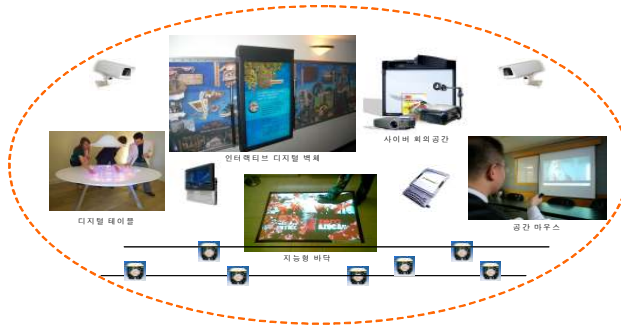 인터랙티브 디지털 벽체
사이버 회의공간
디지털 테이블
공간 마우스
지능형 바닥